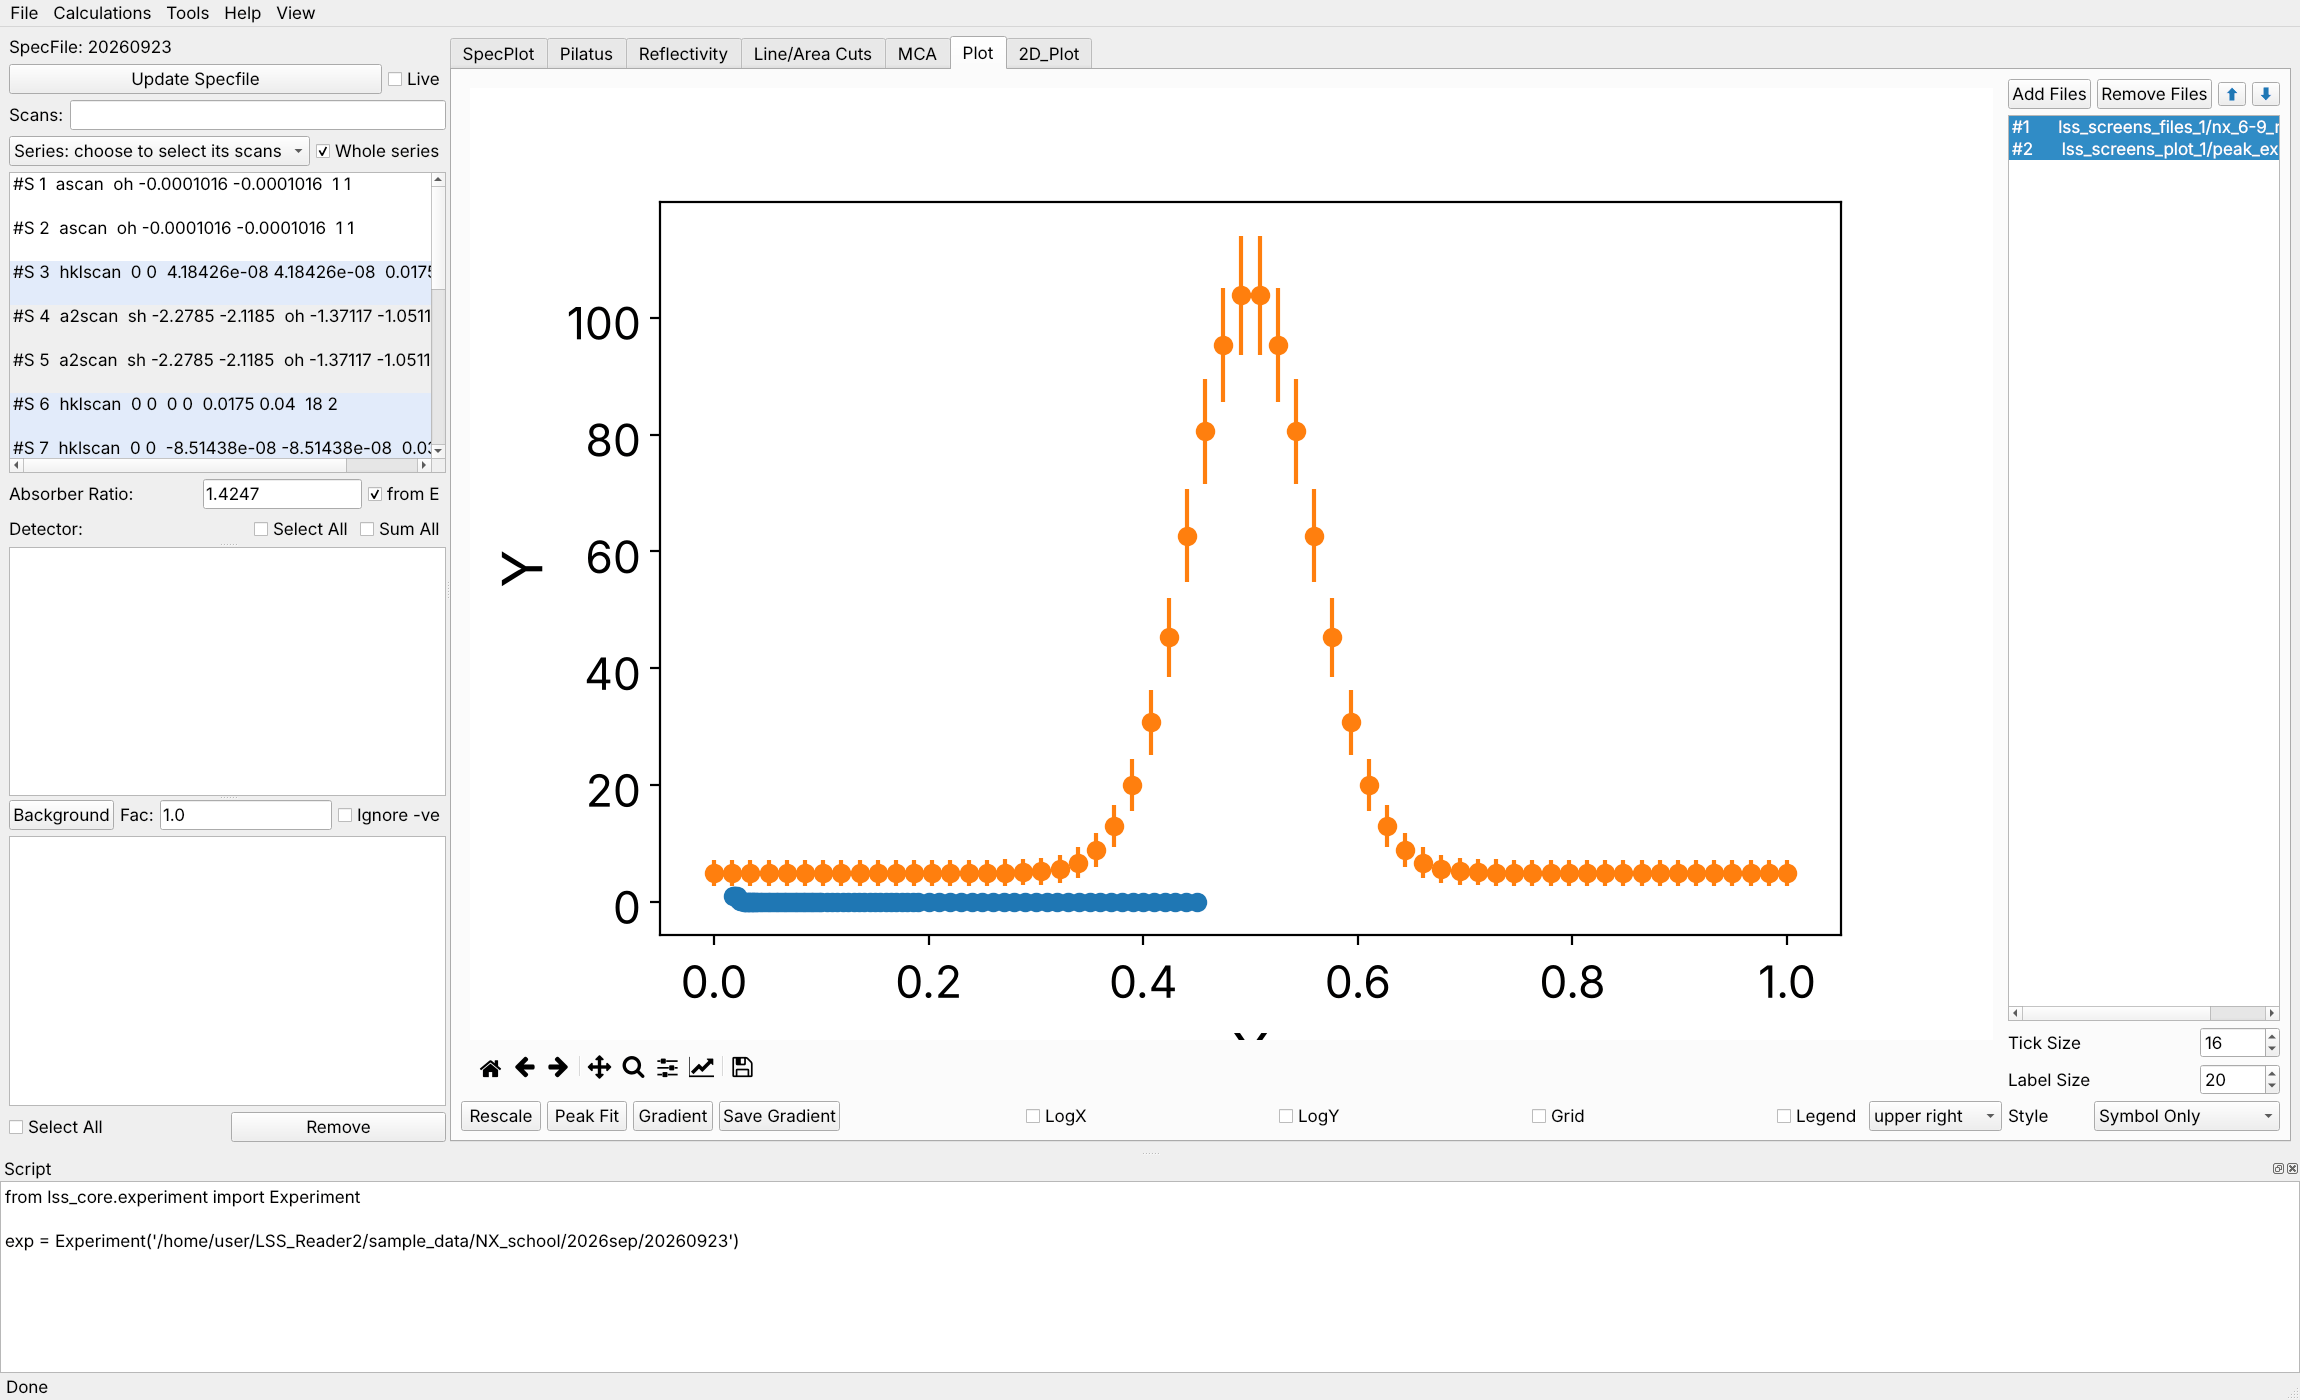 File Calculations Tools Help View
SpecFile: 20260923
Update Specfile Live
Scans:
Series: choose to select its scans Whole series
#S 1 ascan oh -0.0001016 -0.0001016 1 1
#S 2 ascan oh -0.0001016 -0.0001016 1 1
#S 3 hklscan 0 0 4.18426e-08 4.18426e-08 0.0175
#S 4 a2scan sh -2.2785 -2.1185 oh -1.37117 -1.0511
#S 5 a2scan sh -2.2785 -2.1185 oh -1.37117 -1.0511
#S 6 hklscan 0 0 0 0 0.0175 0.04 18 2
#S 7 hklscan 0 0 -8.51438e-08 -8.51438e-08 0.03
Absorber Ratio: 1.4247 from E
Detector: Select All Sum All
Background Fac: 1.0 Ignore -ve
Select All Remove
SpecPlot Pilatus Reflectivity Line/Area Cuts MCA Plot 2D_Plot
Y
100
80
60
40
20
0
0.0 0.2 0.4 0.6 0.8 1.0
Rescale Peak Fit Gradient Save Gradient LogX LogY Grid Legend upper right
Add Files Remove Files
#1 lss_screens_files_1/nx_6-9_r
#2 lss_screens_plot_1/peak_ex
Tick Size 16
Label Size 20
Style Symbol Only
Script
from lss_core.experiment import Experiment
exp = Experiment('/home/user/LSS_Reader2/sample_data/NX_school/2026sep/20260923')
Done